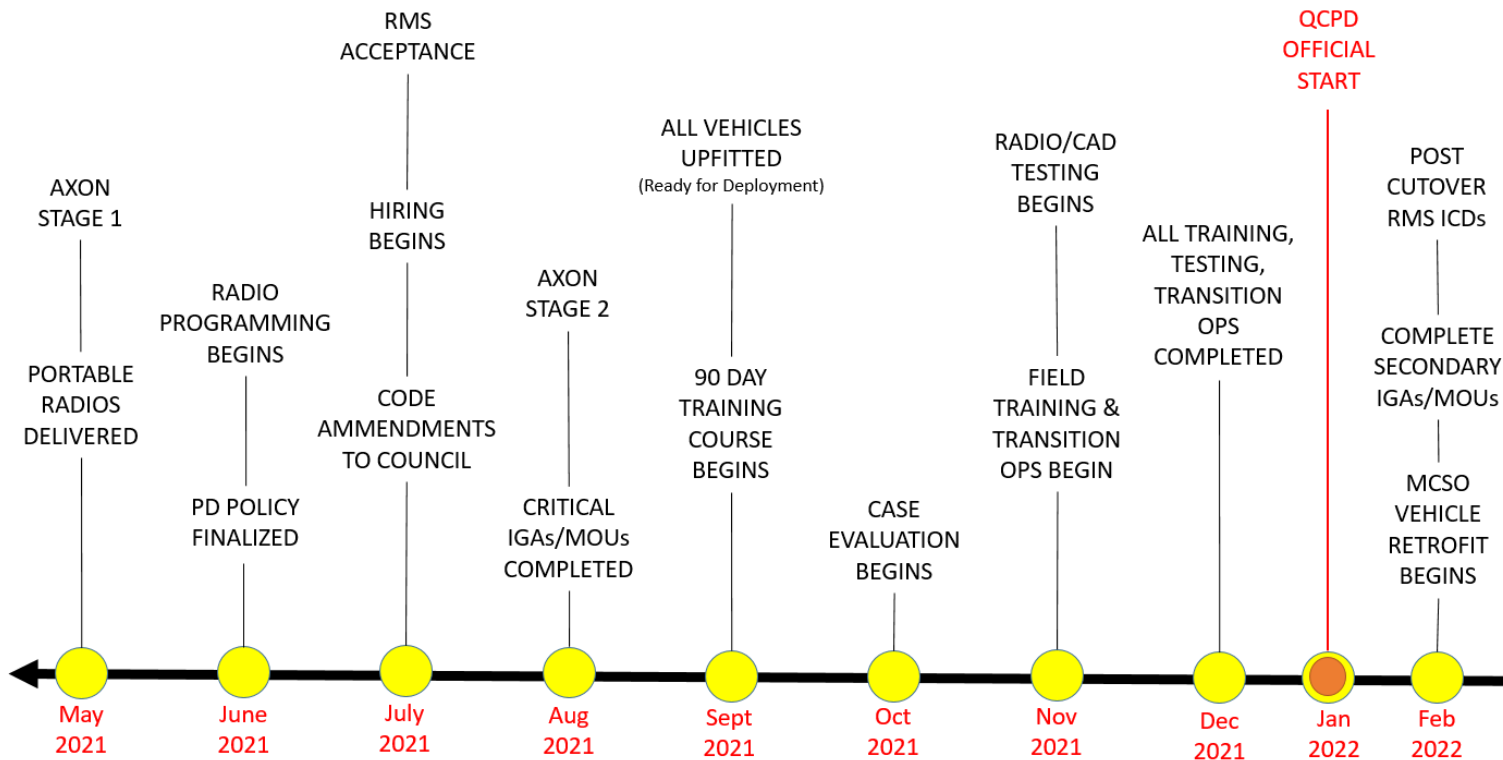 AXON
STAGE 1
PORTABLE
RADIOS
DELIVERED
May
2021
RADIO
PROGRAMMING
BEGINS
PD POLICY
FINALIZED
June
2021
RMS
ACCEPTANCE
HIRING
BEGINS
CODE
AMMENDMENTS
TO COUNCIL
July
2021
AXON
STAGE 2
CRITICAL
IGAs/MOUs
COMPLETED
Aug
2021
ALL VEHICLES
UPFITTED
(Ready for Deployment)
90 DAY
TRAINING
COURSE
BEGINS
Sept
2021
CASE
EVALUATION
BEGINS
Oct
2021
RADIO/CAD
TESTING
BEGINS
FIELD
TRAINING &
TRANSITION
OPS BEGIN
Nov
2021
ALL TRAINING,
TESTING,
TRANSITION
OPS
COMPLETED
Dec
2021
QCPD
OFFICIAL
START
Jan
2022
POST
CUTOVER
RMS ICDs
COMPLETE
SECONDARY
IGAs/MOUs
MCSO
VEHICLE
RETROFIT
BEGINS
Feb
2022